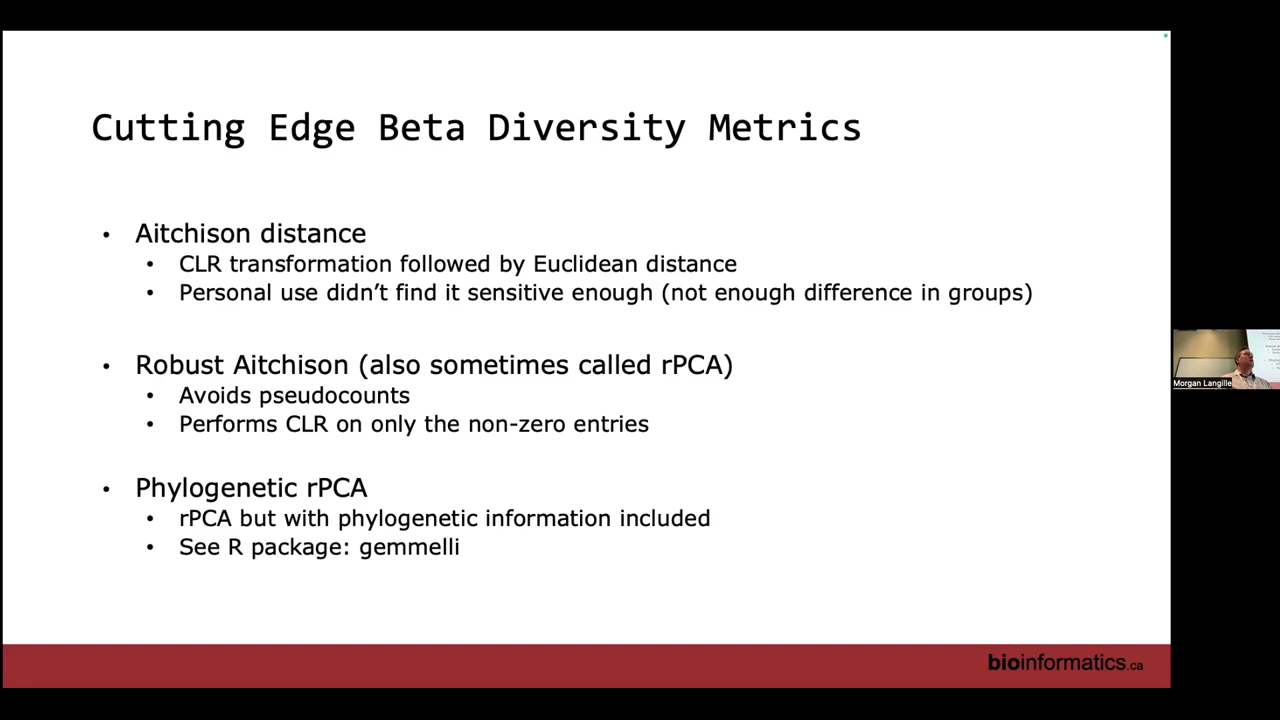 Cutting Edge Beta Diversity Metrics
• Aitchison distance
• CLR transformation followed by Euclidean distance
• Personal use didn't find it sensitive enough (not enough difference in groups)
• Robust Aitchison (also sometimes called rPCA)
• Avoids pseudocounts
• Performs CLR on only the non-zero entries
• Phylogenetic rPCA
• rPCA but with phylogenetic information included
• See R package: gemmelli
bioinformatics.ca
Morgan Langille